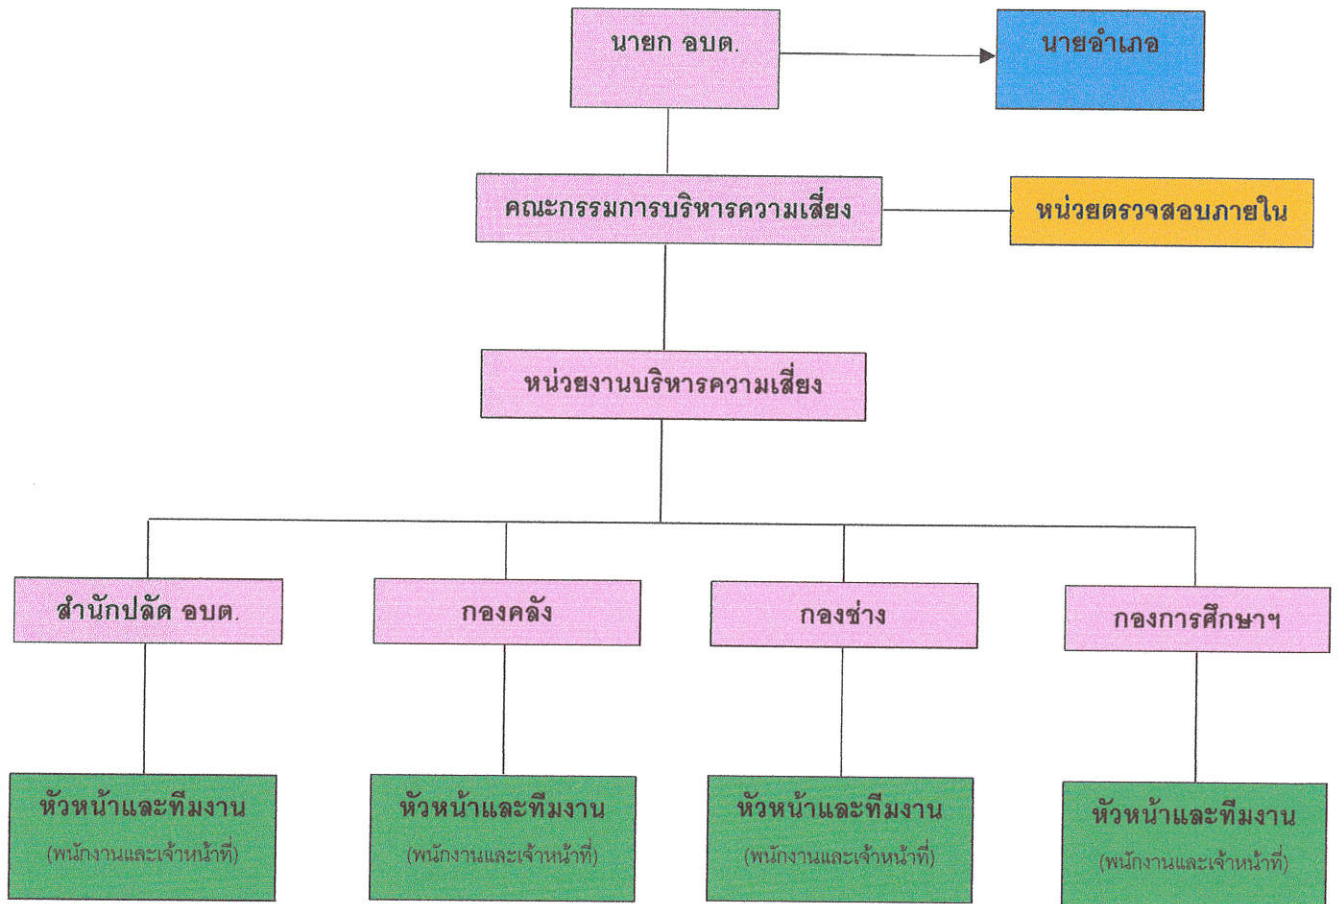 นายก อบต.
นายอำเภอ
คณะกรรมการบริหารความเสี่ยง
หน่วยตรวจสอบภายใน
หน่วยงานบริหารความเสี่ยง
สำนักปลัด อบต.
กองคลัง
กองช่าง
กองการศึกษาฯ
หัวหน้าและทีมงาน
(พนักงานและเจ้าหน้าที่)
หัวหน้าและทีมงาน
(พนักงานและเจ้าหน้าที่)
หัวหน้าและทีมงาน
(พนักงานและเจ้าหน้าที่)
หัวหน้าและทีมงาน
(พนักงานและเจ้าหน้าที่)